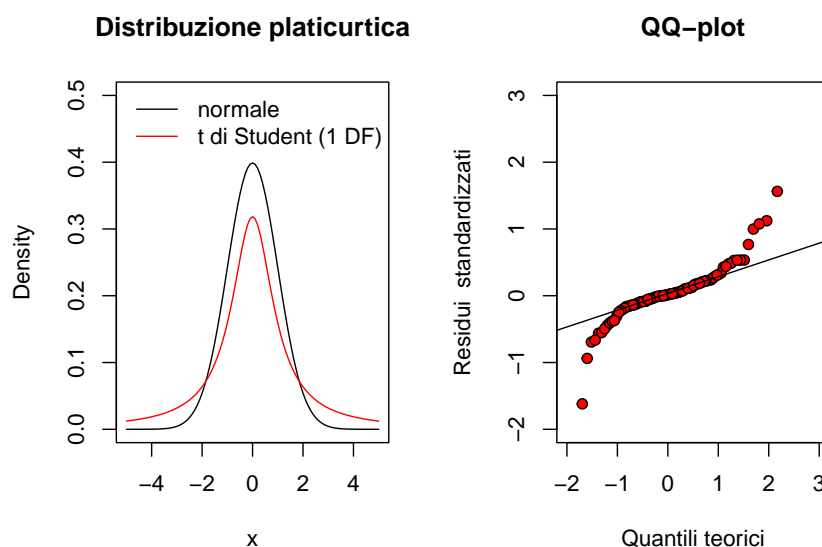 Distribuzione platicurtica
normale
t di Student (1 DF)
Density
0.0 0.1 0.2 0.3 0.4 0.5
−4 −2 0 2 4
x
QQ−plot
Residui standardizzati
−2 −1 0 1 2 3
−2 −1 0 1 2 3
Quantili teorici